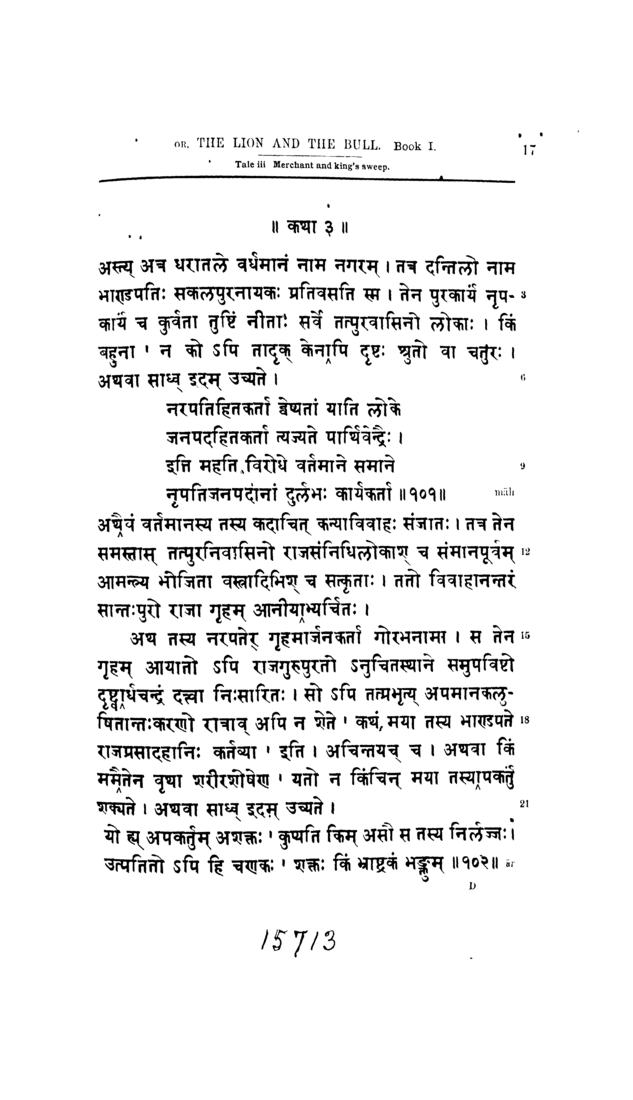 OR, THE LION AND THE BULL. Book I.
17
Tale iii Merchant and king's sweep.
॥ कथा ३ ॥
अस्त्य् अत्र धरातले वर्धमानं नाम नगरम् । तत्र दन्तिलो नाम
भाण्डपतिः सकलपुरनायकः प्रतिवसति स्म । तेन पुरकार्यं नृप- 3
कार्यं च कुर्वता तुष्टिं नीताः सर्वे तत्पुरवासिनो लोकाः । किं
बहुना ' न को ऽपि तादृक् केनापि दृष्टः श्रुतो वा चतुरः ।
अथवा साध्व् इदम् उच्यते । 6
नरपतिहितकर्ता द्वेष्यतां याति लोके
जनपदहितकर्ता त्यज्यते पार्थिवेन्द्रैः ।
इति महति विरोधे वर्तमाने समाने 9
नृपतिजनपदानां दुर्लभः कार्यकर्ता ॥१०१॥ māli
अथैवं वर्तमानस्य तस्य कदाचित् कन्याविवाहः संजातः । तत्र तेन
समस्तास् तत्पुरनिवासिनो राजसंनिधिलोकाश् च संमानपूर्वम् 12
आमन्त्र्य भोजिता वस्त्रादिभिश् च सत्कृताः । ततो विवाहानन्तरं
सान्तःपुरो राजा गृहम् आनीयाभ्यर्चितः ।
अथ तस्य नरपतेर् गृहमार्जनकर्ता गोरभनामा । स तेन 15
गृहम् आयातो ऽपि राजगुरुपुरतो ऽनुचितस्थाने समुपविष्टो
दृष्ट्वार्धचन्द्रं दत्त्वा निःसारितः । सो ऽपि तत्प्रभृत्य् अपमानकलु-
षितान्तःकरणो रात्राव् अपि न शेते ' कथं मया तस्य भाण्डपते 18
राजप्रसादहानिः कर्तव्या ' इति । अचिन्तयच् च । अथवा किं
ममैतेन वृथा शरीरशोषेण ' यतो न किंचिन् मया तस्यापकर्तुं
शक्यते । अथवा साध्व् इदम् उच्यते । 21
यो ह्य् अपकर्तुम् अशक्तः ' कुप्यति किम् असौ स तस्य निर्लज्जः ।
उत्पतितो ऽपि हि चणकः ' शक्तः किं भ्राष्ट्रकं भङ्क्तुम् ॥१०२॥ ār
D
15713